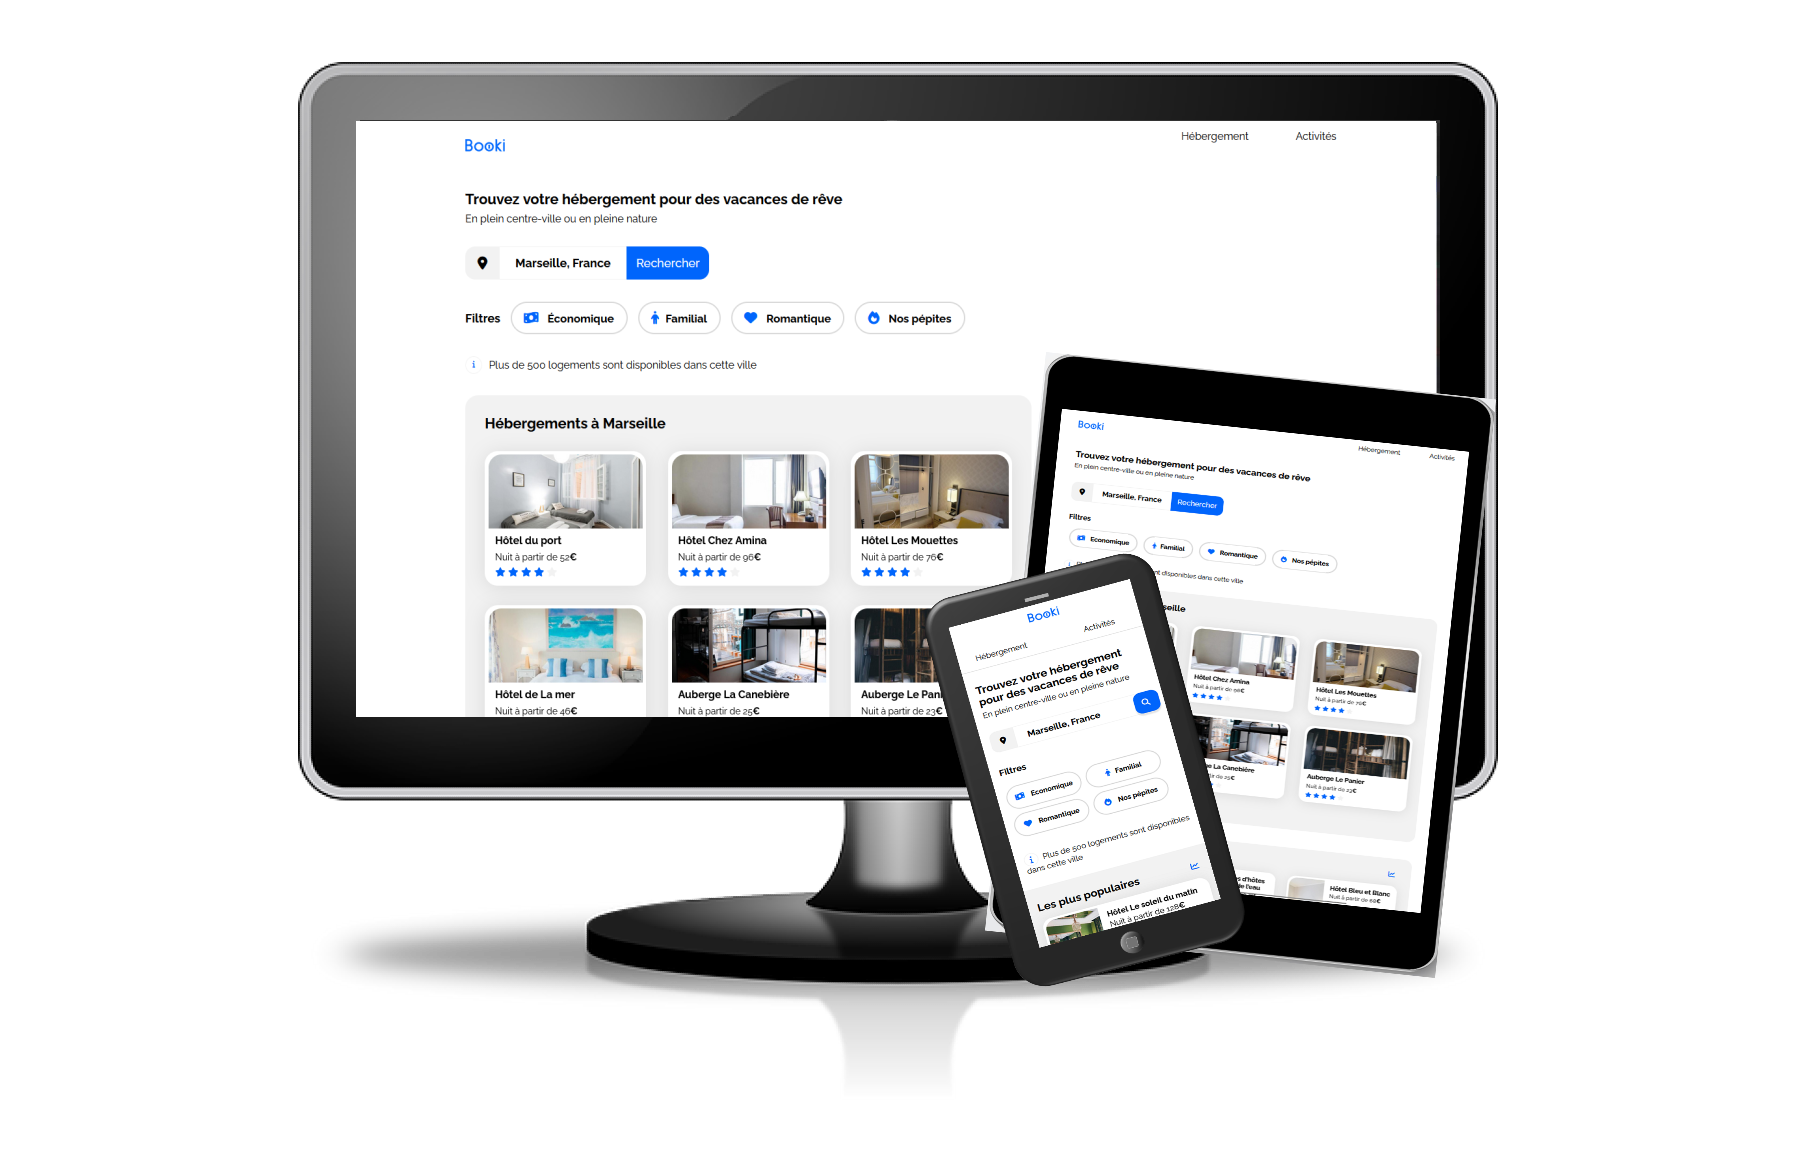 Booki
Hébergement
Activités
Trouvez votre hébergement pour des vacances de rêve
En plein centre-ville ou en pleine nature
Marseille, France
Rechercher
Filtres
Économique
Familial
Romantique
Nos pépites
Plus de 500 logements sont disponibles dans cette ville
Hébergements à Marseille
Hôtel du port
Nuit à partir de 52€
Hôtel Chez Amina
Nuit à partir de 96€
Hôtel Les Mouettes
Nuit à partir de 76€
Hôtel de La mer
Nuit à partir de 46€
Auberge La Canebière
Nuit à partir de 25€
Auberge Le Pani
Nuit à partir de 23€
Booki
Hébergement
Activités
Trouvez votre hébergement pour des vacances de rêve
En plein centre-ville ou en pleine nature
Marseille, France
Rechercher
Filtres
Economique
Familial
Romantique
Nos pépites
nt disponibles dans cette ville
seille
Hôtel Chez Amina
Nuit à partir de 96€
Hôtel Les Mouettes
Nuit à partir de 76€
e La Canebière
tir de 25€
Auberge Le Panier
Nuit à partir de 23€
s d'hôtes
de l'eau
Hôtel Bleu et Blanc
Nuit à partir de 68€
Booki
Hébergement
Activités
Trouvez votre hébergement
pour des vacances de rêve
En plein centre-ville ou en pleine nature
Marseille, France
Filtres
Economique
Familial
Romantique
Nos pépites
Plus de 500 logements sont disponibles
dans cette ville
Les plus populaires
Hôtel Le soleil du matin
Nuit à partir de 128€